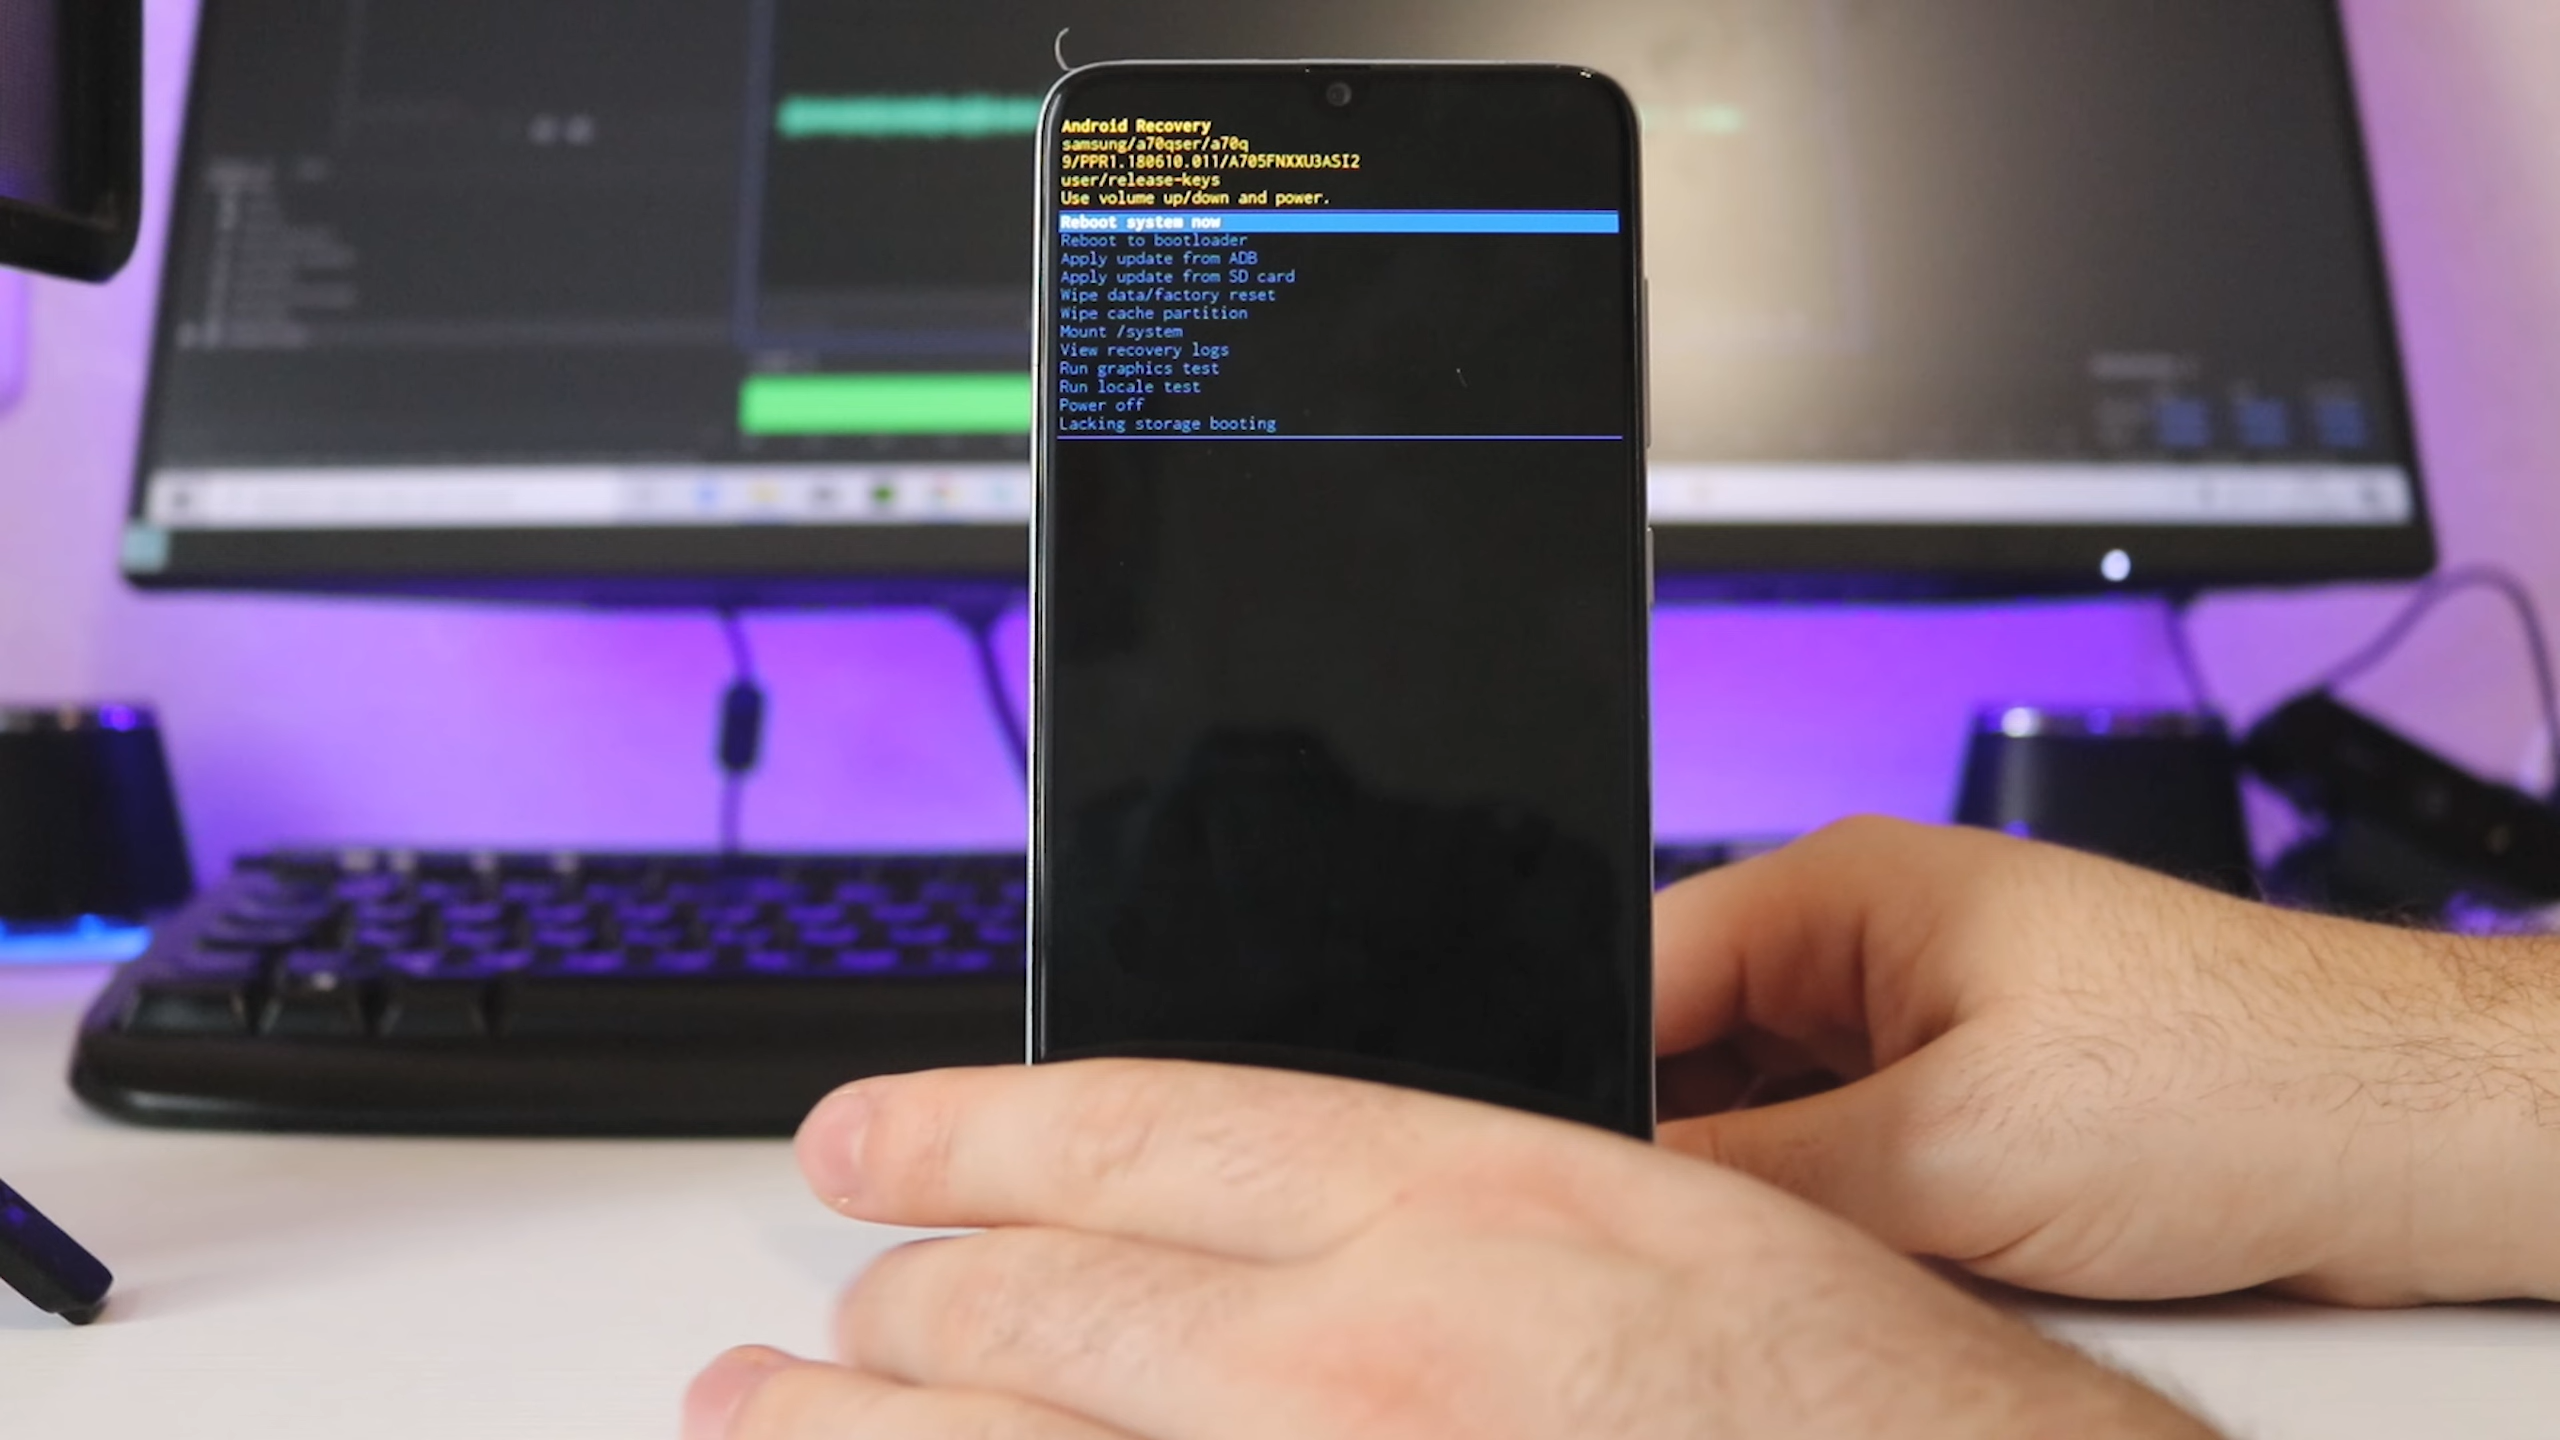 Android Recovery
samsung/a70qser/a70q
9/PPR1.180610.011/A705FNXXU3ASI2
user/release-keys
Use volume up/down and power.
Reboot system now
Reboot to bootloader
Apply update from ADB
Apply update from SD card
Wipe data/factory reset
Wipe cache partition
Mount /system
View recovery logs
Run graphics test
Run locale test
Power off
Lacking storage booting